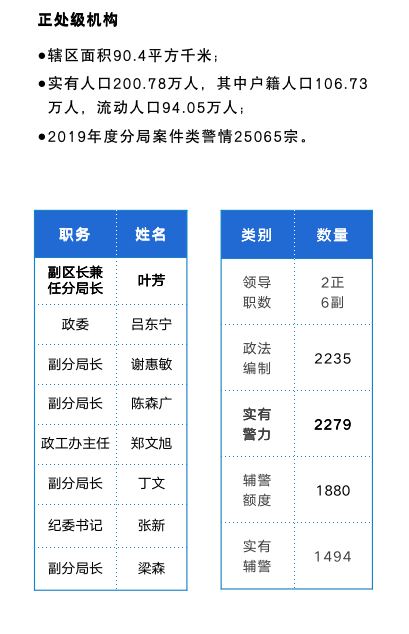 正处级机构
●辖区面积90.4平方千米；
●实有人口200.78万人，其中户籍人口106.73
万人，流动人口94.05万人；
●2019年度分局案件类警情25065宗。
职务 姓名
副区长兼
任分局长 叶芳
政委 吕东宁
副分局长 谢惠敏
副分局长 陈森广
政工办主任 郑文旭
副分局长 丁文
纪委书记 张新
副分局长 梁森
类别 数量
领导 2正
职数 6副
政法
编制 2235
实有
警力 2279
辅警
额度 1880
实有
辅警 1494